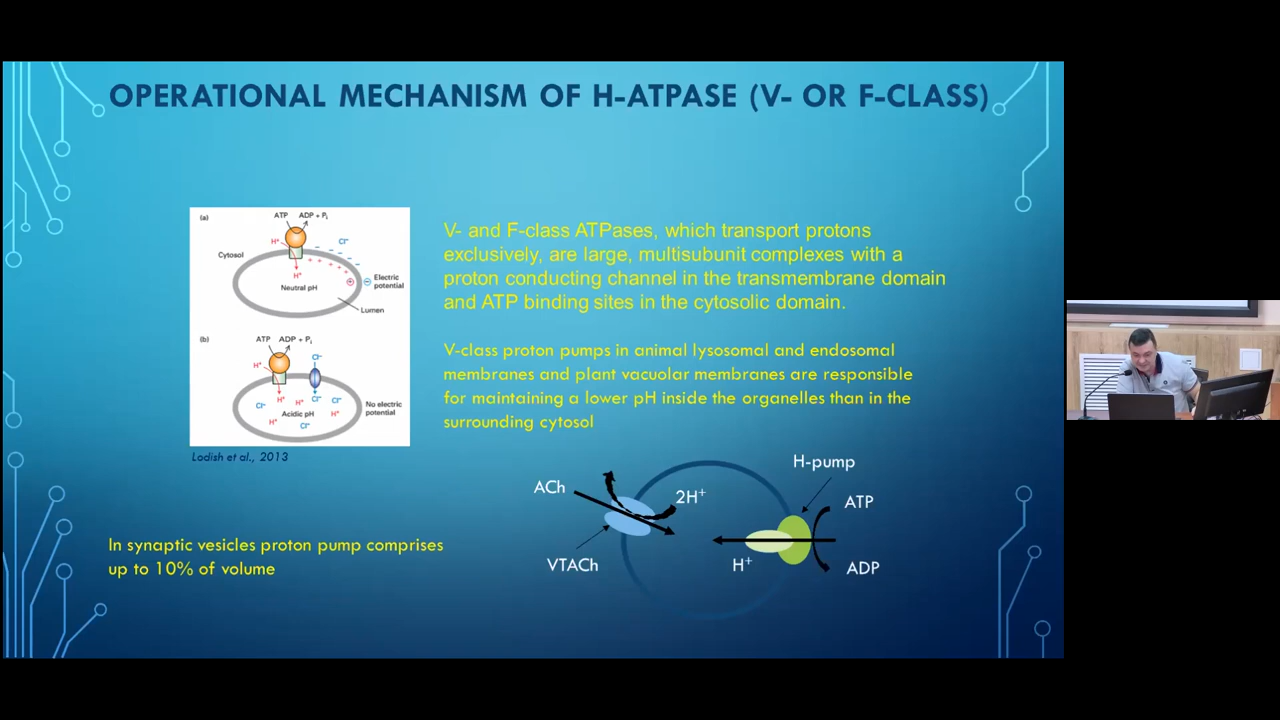 OPERATIONAL MECHANISM OF H-ATPASE (V- OR F-CLASS)
(a)
ATP
ADP + Pi
H+
Cl-
Cytosol
H+
Neutral pH
Electric
potential
Lumen
(b)
ATP
ADP + Pi
Cl-
H+
Cl-
H+
H+
Cl-
Cl-
Acidic pH
H+
H+
Cl-
No electric
potential
Lodish et al., 2013
V- and F-class ATPases, which transport protons
exclusively, are large, multisubunit complexes with a
proton conducting channel in the transmembrane domain
and ATP binding sites in the cytosolic domain.
V-class proton pumps in animal lysosomal and endosomal
membranes and plant vacuolar membranes are responsible
for maintaining a lower pH inside the organelles than in the
surrounding cytosol
In synaptic vesicles proton pump comprises
up to 10% of volume
ACh
2H+
VTACh
H-pump
ATP
H+
ADP